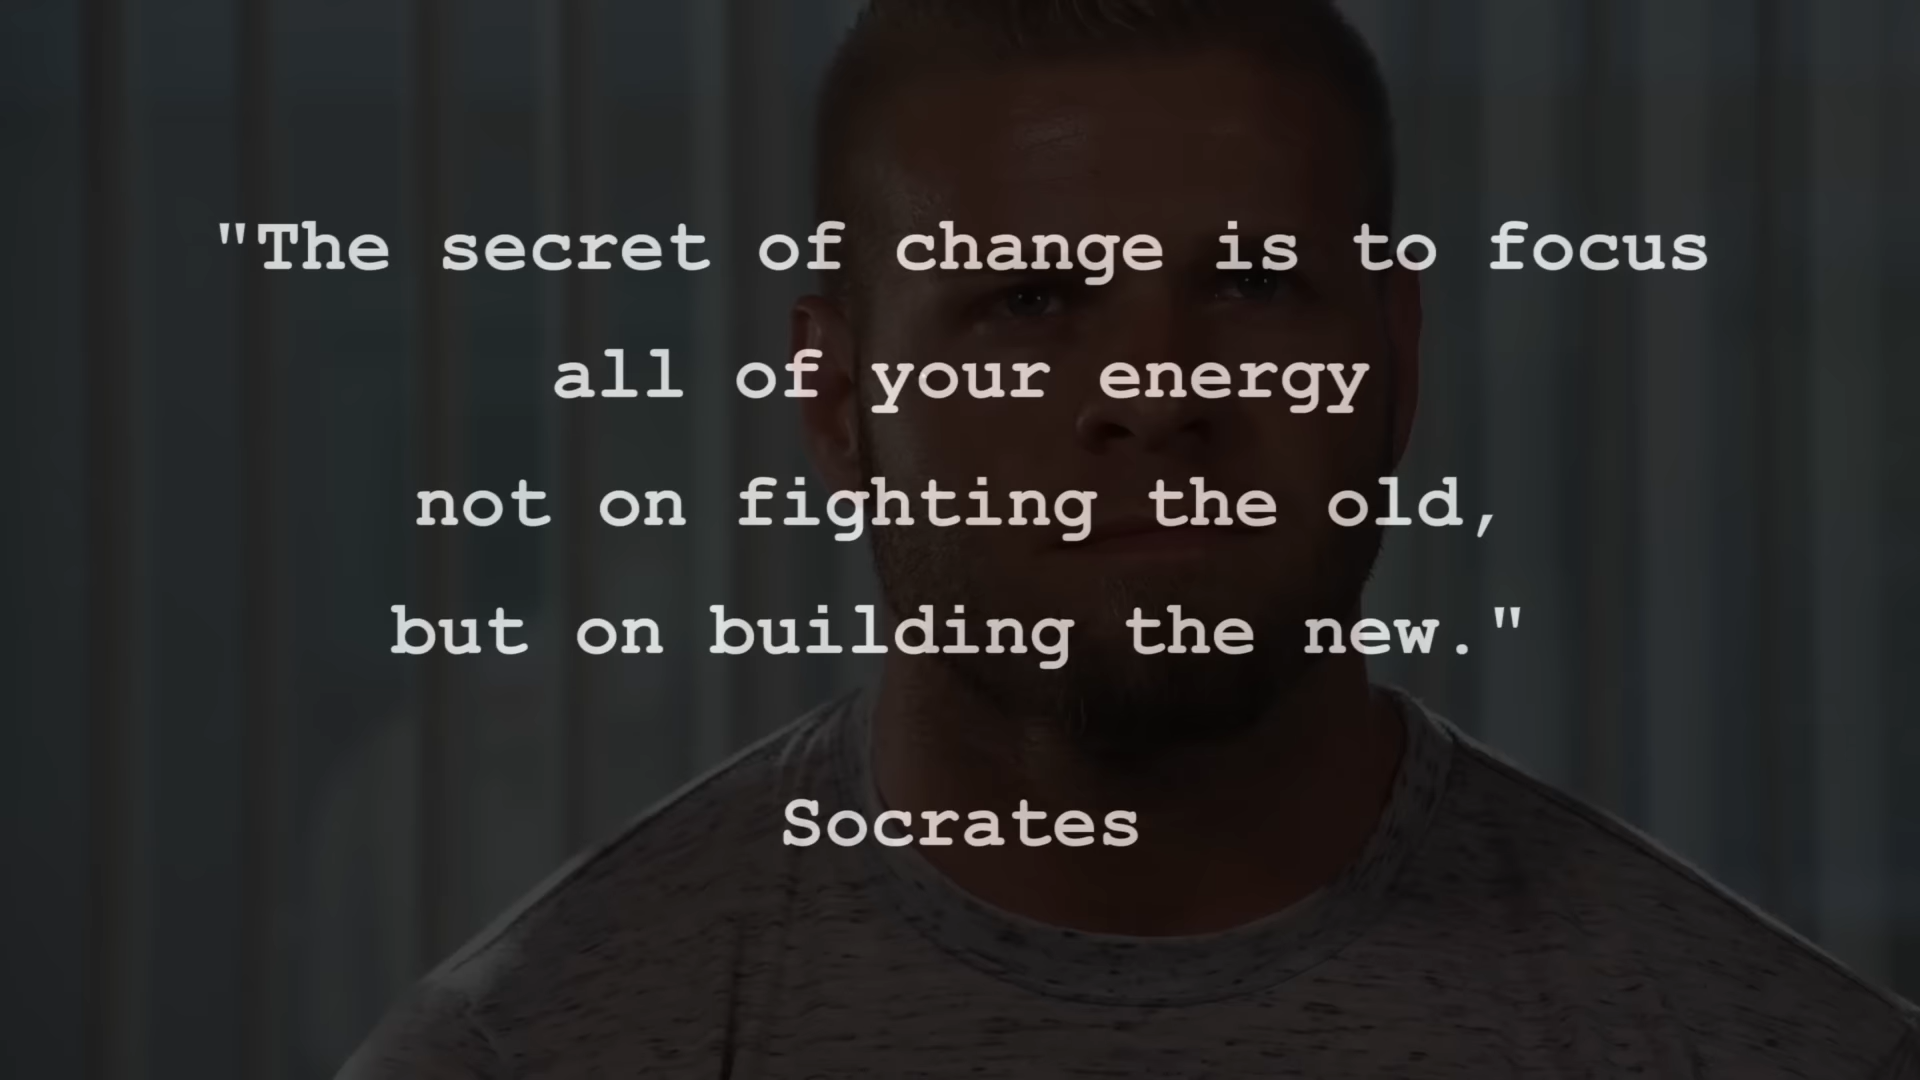 "The secret of change is to focus
all of your energy
not on fighting the old,
but on building the new."
Socrates